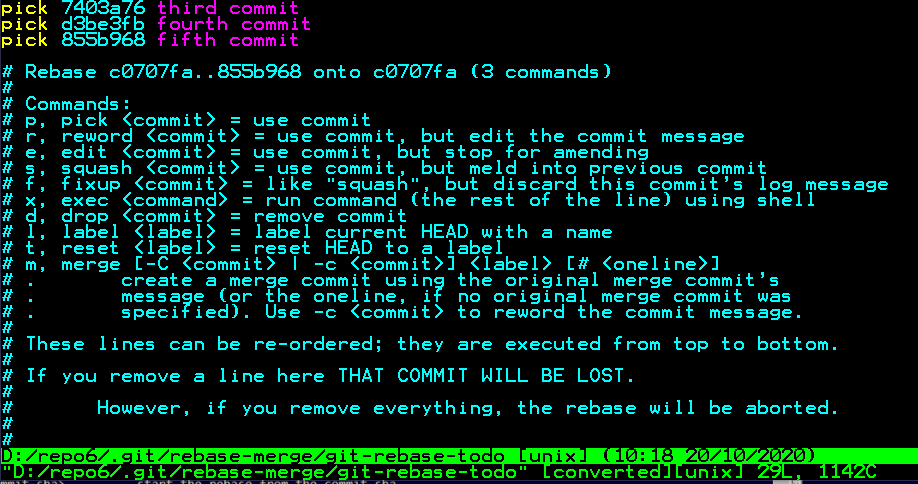 pick 7403a76 third commit
pick d3be3fb fourth commit
pick 855b968 fifth commit
# Rebase c0707fa..855b968 onto c0707fa (3 commands)
#
# Commands:
# p, pick <commit> = use commit
# r, reword <commit> = use commit, but edit the commit message
# e, edit <commit> = use commit, but stop for amending
# s, squash <commit> = use commit, but meld into previous commit
# f, fixup <commit> = like "squash", but discard this commit's log message
# x, exec <command> = run command (the rest of the line) using shell
# d, drop <commit> = remove commit
# l, label <label> = label current HEAD with a name
# t, reset <label> = reset HEAD to a label
# m, merge [-C <commit> | -c <commit>] <label> [# <oneline>]
# .       create a merge commit using the original merge commit's
# .       message (or the oneline, if no original merge commit was
# .       specified). Use -c <commit> to reword the commit message.
#
# These lines can be re-ordered; they are executed from top to bottom.
#
# If you remove a line here THAT COMMIT WILL BE LOST.
#
#       However, if you remove everything, the rebase will be aborted.
#
#
D:/repo6/.git/rebase-merge/git-rebase-todo [unix] (10:18 20/10/2020)
"D:/repo6/.git/rebase-merge/git-rebase-todo" [converted][unix] 29L, 1142C
start the rebase from the commit